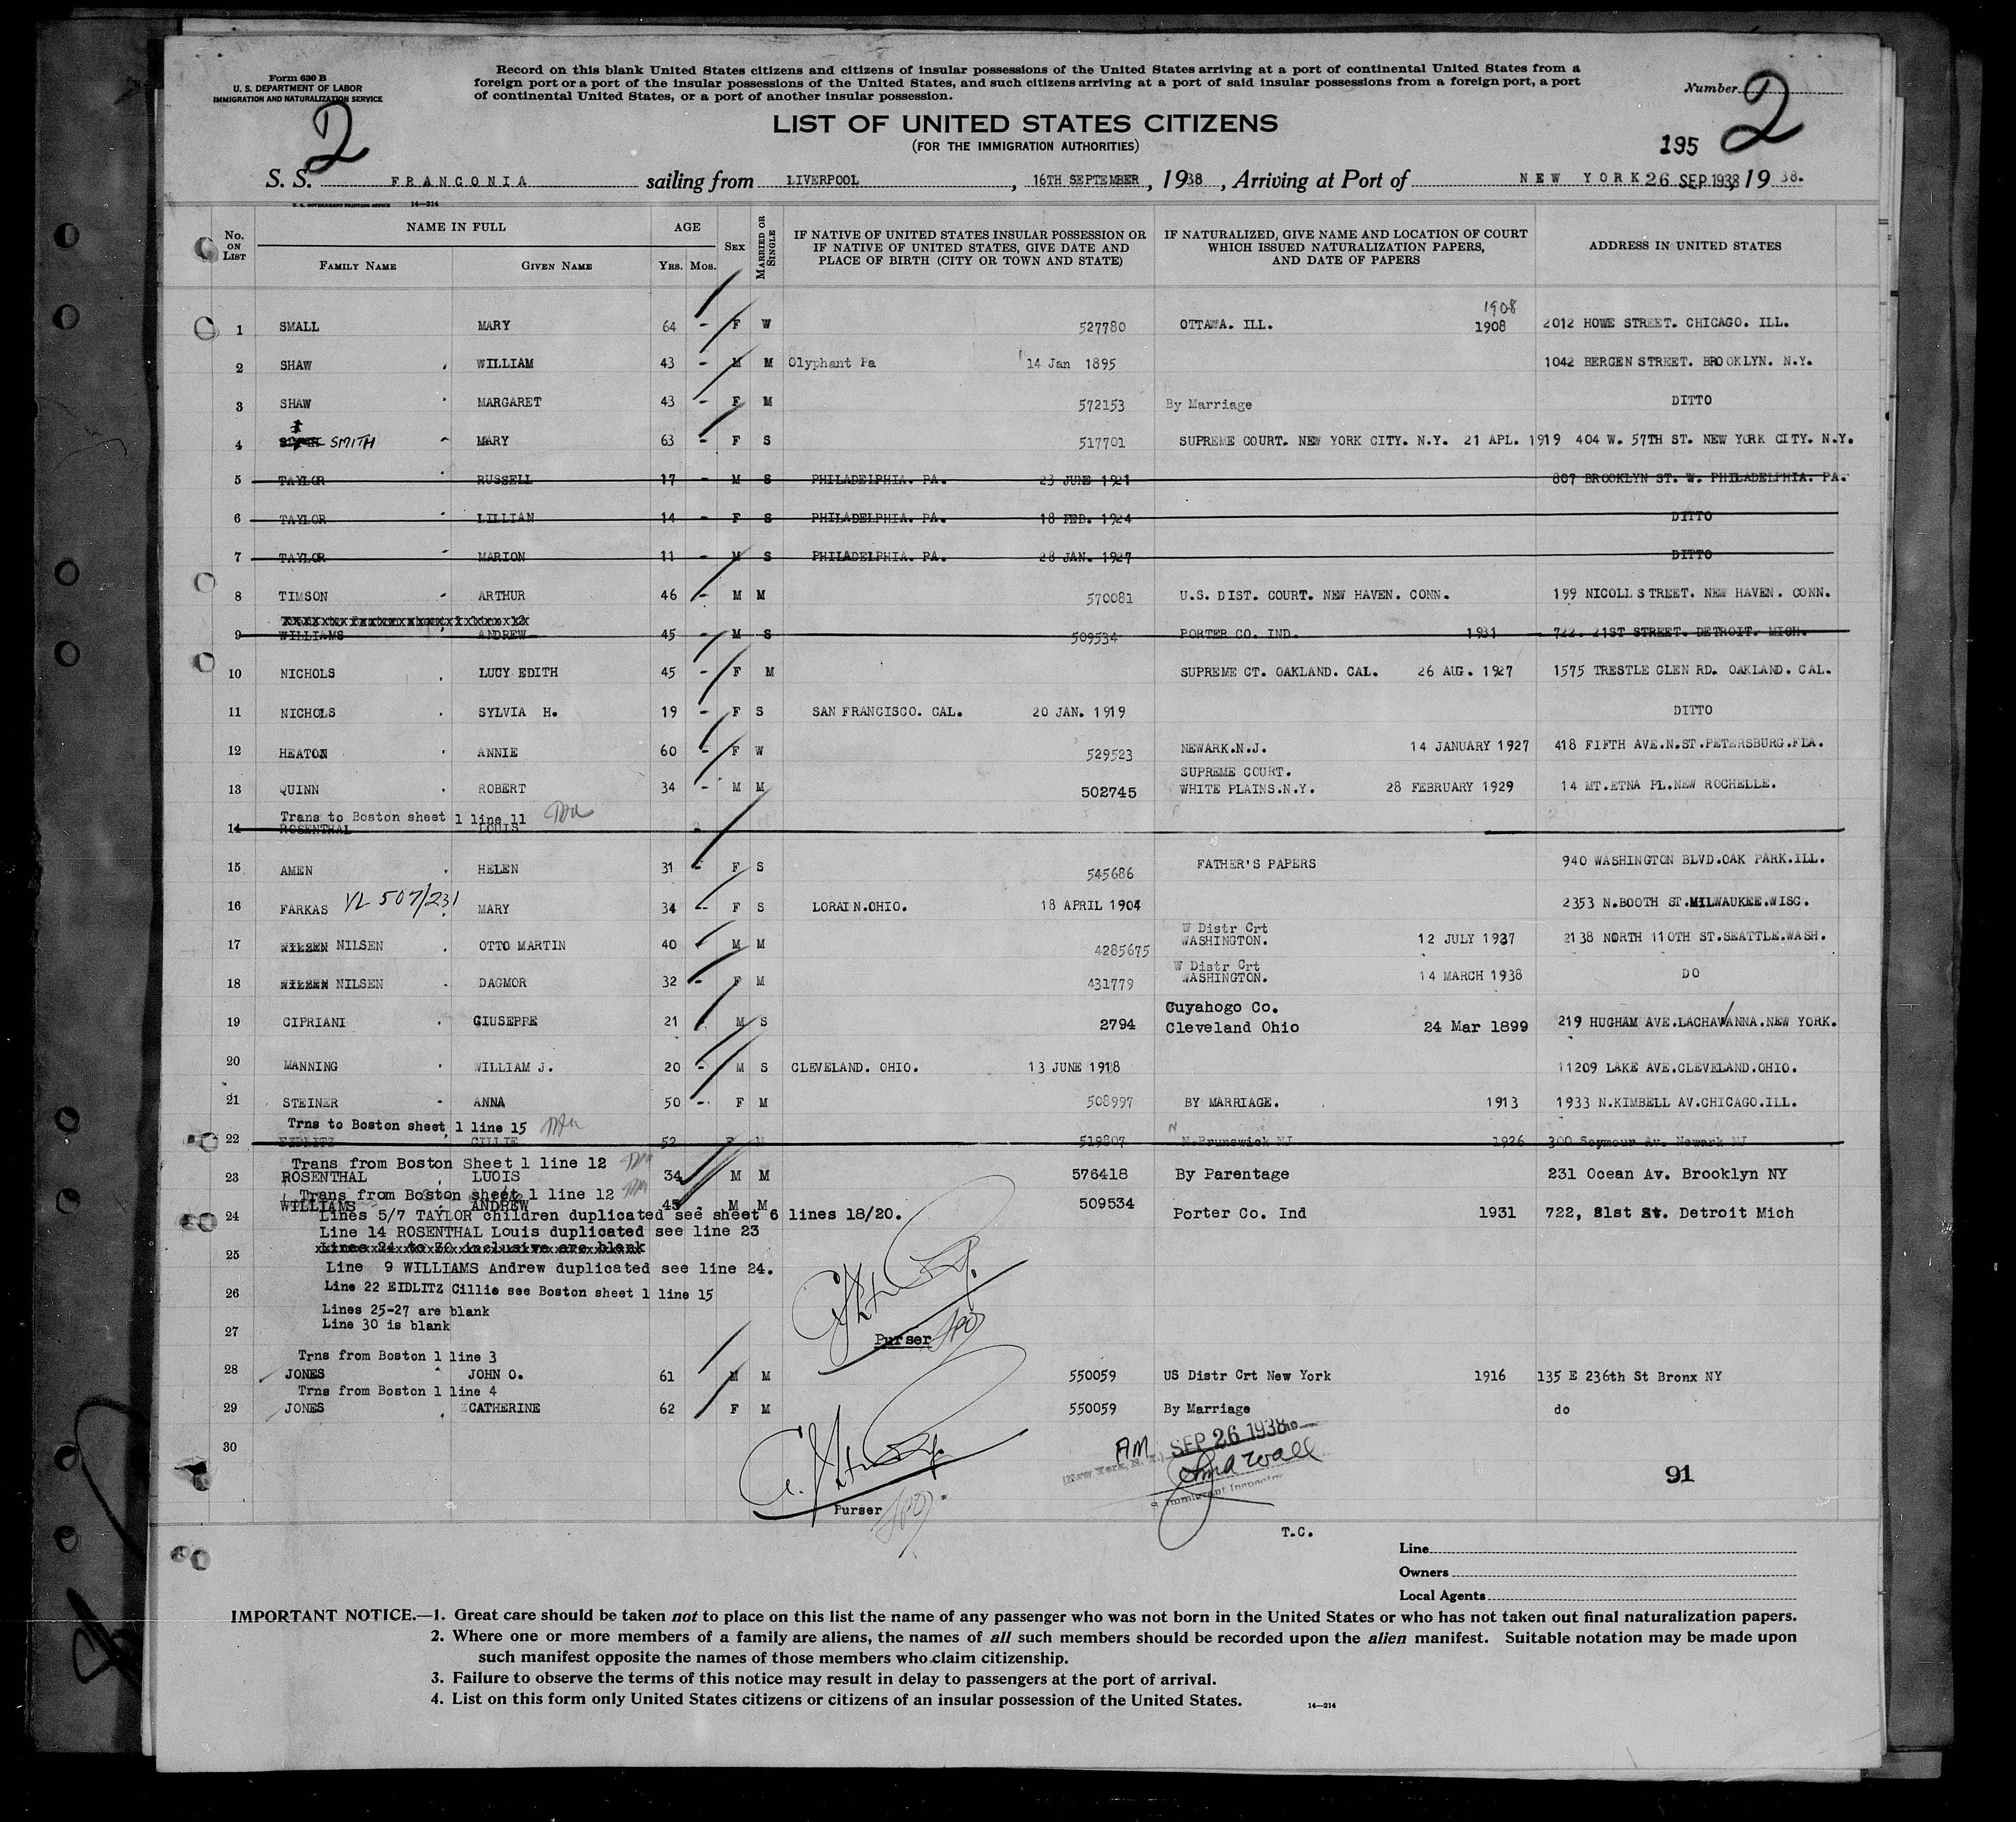 Form 630 B
U. S. DEPARTMENT OF LABOR
IMMIGRATION AND NATURALIZATION SERVICE
Record on this blank United States citizens and citizens of insular possessions of the United States arriving at a port of continental United States from a
foreign port or a port of the insular possessions of the United States, and such citizens arriving at a port of said insular possessions from a foreign port, a port
of continental United States, or a port of another insular possession.
Number 2
2
LIST OF UNITED STATES CITIZENS
(FOR THE IMMIGRATION AUTHORITIES)
195
S. S. FRANCONIA sailing from LIVERPOOL, 16TH SEPTEMBER, 1938, Arriving at Port of NEW YORK 26 SEP 1938, 19 38.
U. S. GOVERNMENT PRINTING OFFICE 14—214
No. ON LIST NAME IN FULL AGE SEX MARRIED OR SINGLE IF NATIVE OF UNITED STATES INSULAR POSSESSION OR IF NATIVE OF UNITED STATES, GIVE DATE AND PLACE OF BIRTH (CITY OR TOWN AND STATE) IF NATURALIZED, GIVE NAME AND LOCATION OF COURT WHICH ISSUED NATURALIZATION PAPERS, AND DATE OF PAPERS ADDRESS IN UNITED STATES
FAMILY NAME GIVEN NAME YRS. MOS.
1908
1 SMALL MARY 64 - F W 527780 OTTAWA. ILL. 1908 2012 HOWE STREET. CHICAGO. ILL.
2 SHAW WILLIAM 43 - M M Olyphant Pa 14 Jan 1895 1042 BERGEN STREET. BROOKLYN. N.Y.
3 SHAW MARGARET 43 - F M 572153 By Marriage DITTO
4 SMITH MARY 63 - F S 517701 SUPREME COURT. NEW YORK CITY. N.Y. 21 APL. 1919 404 W. 57TH ST. NEW YORK CITY. N.Y.
5 TAYLOR RUSSELL 17 - M S PHILADELPHIA. PA. 23 JUNE 1921 807 BROOKLYN ST. W. PHILADELPHIA. PA.
6 TAYLOR LILLIAN 14 - F S PHILADELPHIA. PA. 18 FEB. 1924 DITTO
7 TAYLOR MARION 11 - M S PHILADELPHIA. PA. 28 JAN. 1927 DITTO
8 TIMSON ARTHUR 46 - M M 570081 U.S. DIST. COURT. NEW HAVEN. CONN. 199 NICOLL STREET. NEW HAVEN. CONN.
9 WILLIAMS ANDREW 45 - M S 509534 PORTER CO. IND. 1931 722. 21ST STREET. DETROIT. MICH.
10 NICHOLS LUCY EDITH 45 - F M SUPREME CT. OAKLAND. CAL. 26 AUG. 1927 1575 TRESTLE GLEN RD. OAKLAND. CAL.
11 NICHOLS SYLVIA H. 19 - F S SAN FRANCISCO. CAL. 20 JAN. 1919 DITTO
12 HEATON ANNIE 60 - F W 529523 NEWARK.N.J. 14 JANUARY 1927 418 FIFTH AVE.N.ST.PETERSBURG.FLA.
SUPREME COURT.
13 QUINN ROBERT 34 - M M 502745 WHITE PLAINS.N.Y. 28 FEBRUARY 1929 14 MT.ETNA PL.NEW ROCHELLE.
Trans to Boston sheet 1 line 11
14 ROSENTHAL LOUIS
15 AMEN HELEN 31 - F S 545686 FATHER'S PAPERS 940 WASHINGTON BLVD.OAK PARK.ILL.
16 FARKAS VL 507/231 MARY 34 - F S LORAIN.OHIO. 18 APRIL 1904 2353 N.BOOTH ST.MILWAUKEE.WISC.
W Distr Crt
17 NILSEN OTTO MARTIN 40 - M M 4285675 WASHINGTON. 12 JULY 1937 2138 NORTH 110TH ST.SEATTLE.WASH.
W Distr Crt
18 NILSEN DAGMOR 32 - F M 431779 WASHINGTON. 14 MARCH 1938 DO
Cuyahogo Co.
19 CIPRIANI GIUSEPPE 21 M S 2794 Cleveland Ohio 24 Mar 1899 219 HUGHAM AVE.LACHAWANNA.NEW YORK.
20 MANNING WILLIAM J. 20 - M S CLEVELAND. OHIO. 13 JUNE 1918 11209 LAKE AVE.CLEVELAND.OHIO.
21 STEINER ANNA 50 - F M 508997 BY MARRIAGE. 1913 1933 N.KIMBELL AV.CHICAGO.ILL.
Trns to Boston sheet 1 line 15
22 EIDLITZ CILLIE 52 F M 519807 N.Brunswick NJ 1926 300 Seymour Av. Newark NJ
Trans from Boston Sheet 1 line 12
23 ROSENTHAL LUOIS 34 M M 576418 By Parentage 231 Ocean Av. Brooklyn NY
Trans from Boston sheet 1 line 12
24 WILLIAMS ANDREW 45 M M 509534 Porter Co. Ind 1931 722, 21st St. Detroit Mich
Lines 5/7 TAYLOR children duplicated see sheet 6 lines 18/20.
Line 14 ROSENTHAL Louis duplicated see line 23
25 Lines 24 to 30 inclusive are blank
Line 9 WILLIAMS Andrew duplicated see line 24.
26 Line 22 EIDLITZ Cillie see Boston sheet 1 line 15
Lines 25-27 are blank
27 Line 30 is blank
Purser
Trns from Boston 1 line 3
28 JONES JOHN O. 61 M M 550059 US Distr Crt New York 1916 135 E 236th St Bronx NY
Trns from Boston 1 line 4
29 JONES CATHERINE 62 F M 550059 By Marriage do
30
AM SEP 26 1938
(New York, N. Y.)
Immigrant Inspector
91
Purser
T.C.
Line
Owners
Local Agents
IMPORTANT NOTICE.—1. Great care should be taken not to place on this list the name of any passenger who was not born in the United States or who has not taken out final naturalization papers.
2. Where one or more members of a family are aliens, the names of all such members should be recorded upon the alien manifest. Suitable notation may be made upon
such manifest opposite the names of those members who claim citizenship.
3. Failure to observe the terms of this notice may result in delay to passengers at the port of arrival.
4. List on this form only United States citizens or citizens of an insular possession of the United States.
14—214